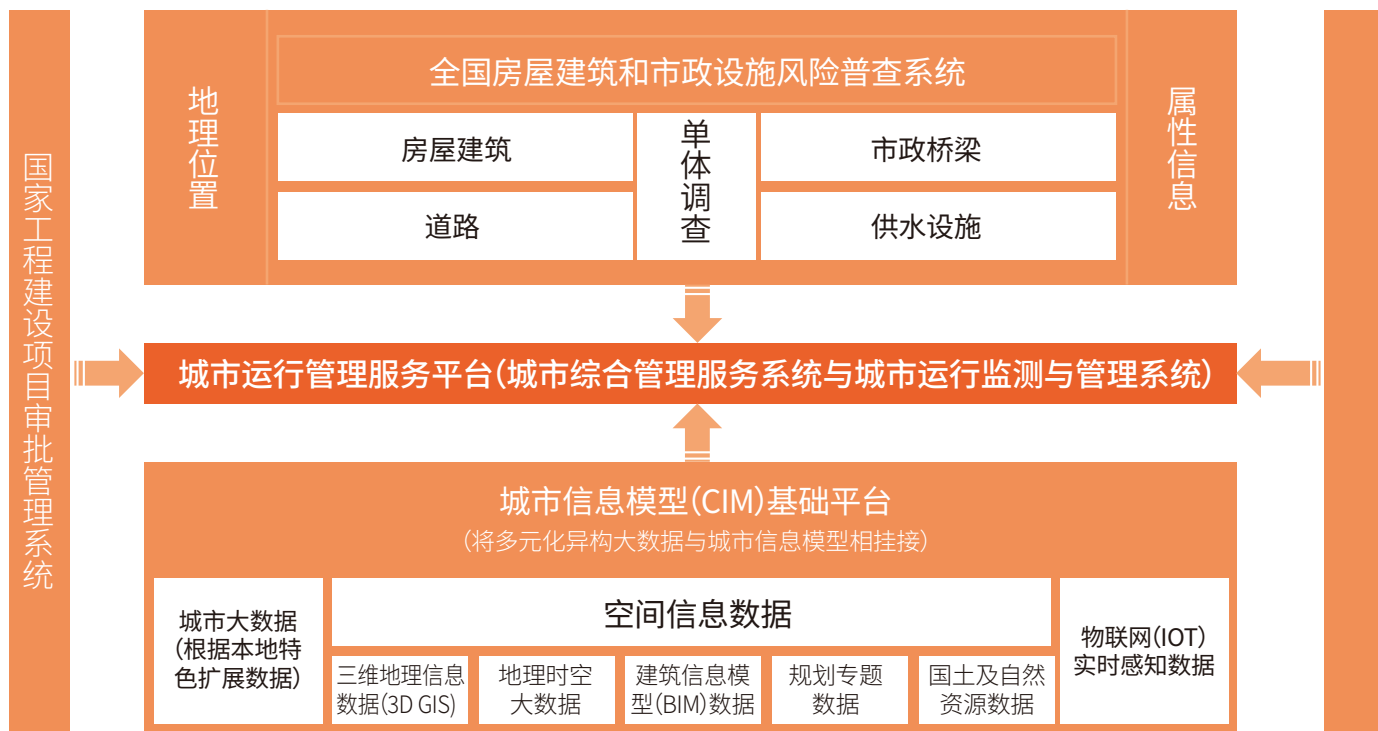 国家工程建设项目审批管理系统
地理位置
全国房屋建筑和市政设施风险普查系统
房屋建筑
道路
单体调查
市政桥梁
供水设施
属性信息
城市运行管理服务平台(城市综合管理服务系统与城市运行监测与管理系统)
城市信息模型(CIM)基础平台
(将多元化异构大数据与城市信息模型相挂接)
城市大数据
(根据本地特
色扩展数据)
空间信息数据
三维地理信息
数据(3D GIS)
地理时空
大数据
建筑信息模
型(BIM)数据
规划专题
数据
国土及自然
资源数据
物联网(IOT)
实时感知数据